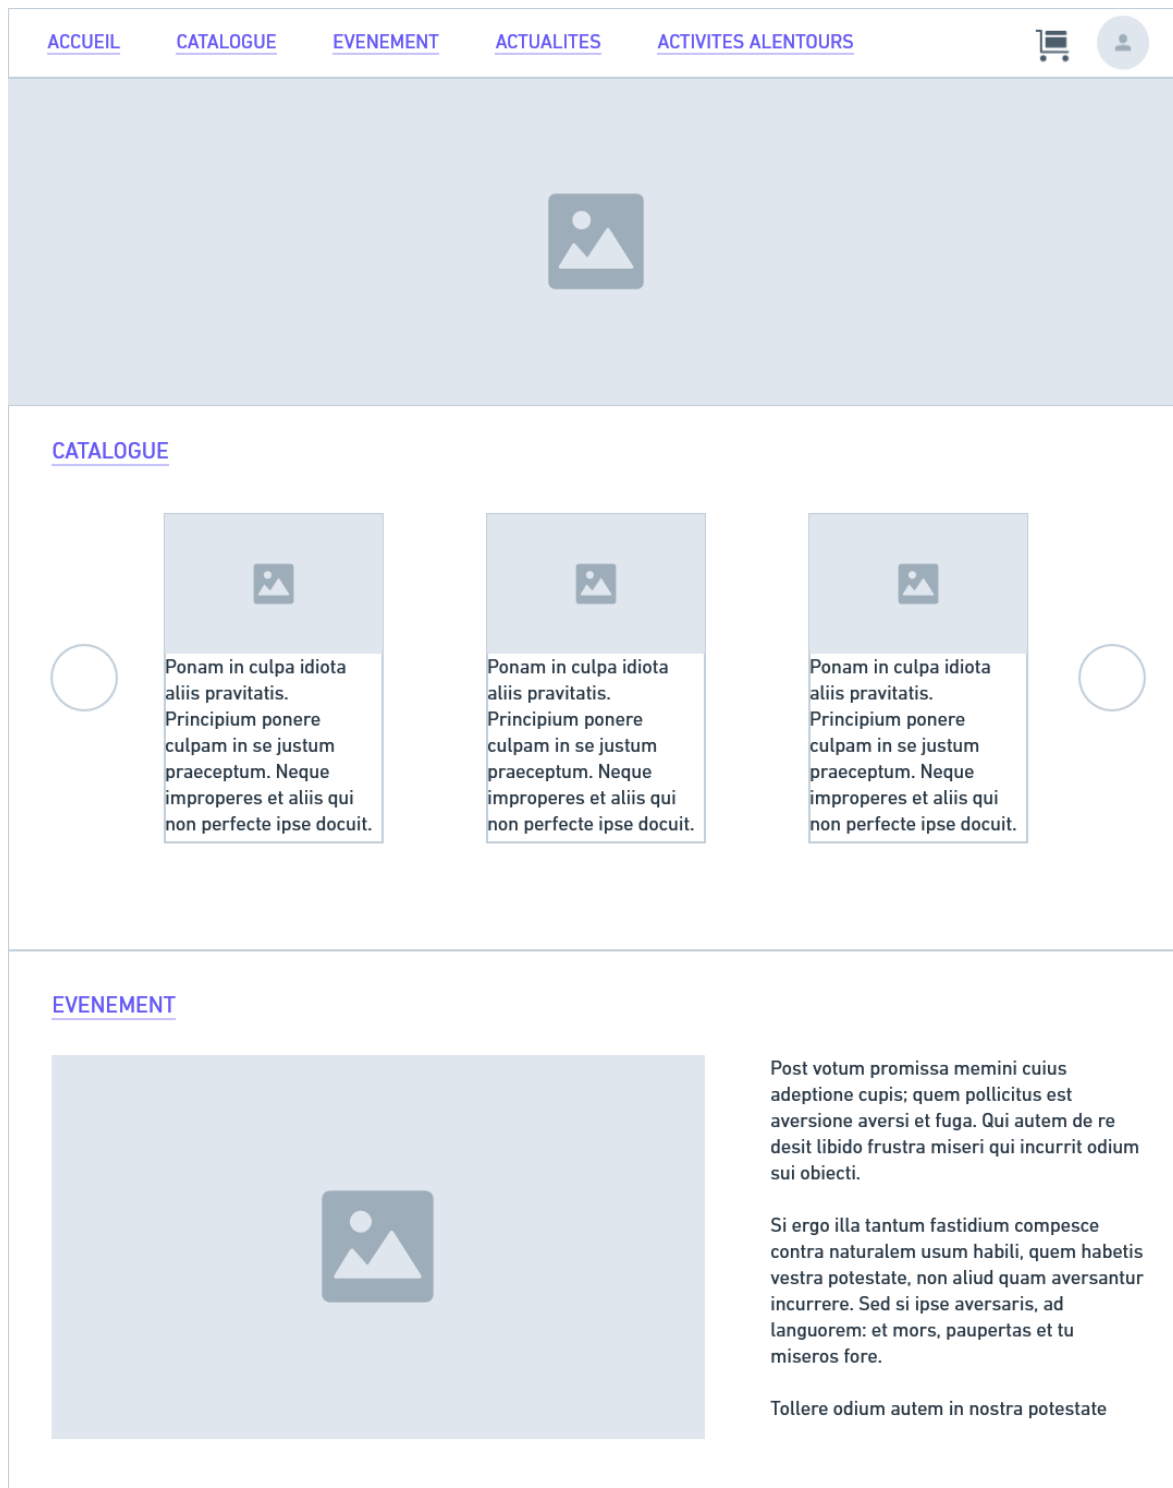 ACCUEIL CATALOGUE EVENEMENT ACTUALITES ACTIVITES ALENTOURS
CATALOGUE
Ponam in culpa idiota
aliis pravitatis.
Principium ponere
culpam in se justum
praeceptum. Neque
improperes et aliis qui
non perfecte ipse docuit.
Ponam in culpa idiota
aliis pravitatis.
Principium ponere
culpam in se justum
praeceptum. Neque
improperes et aliis qui
non perfecte ipse docuit.
Ponam in culpa idiota
aliis pravitatis.
Principium ponere
culpam in se justum
praeceptum. Neque
improperes et aliis qui
non perfecte ipse docuit.
EVENEMENT
Post votum promissa memini cuius
adeptione cupis; quem pollicitus est
aversione aversi et fuga. Qui autem de re
desit libido frustra miseri qui incurrit odium
sui obiecti.
Si ergo illa tantum fastidium compesce
contra naturalem usum habili, quem habetis
vestra potestate, non aliud quam aversantur
incurrere. Sed si ipse aversaris, ad
languorem: et mors, paupertas et tu
miseros fore.
Tollere odium autem in nostra potestate